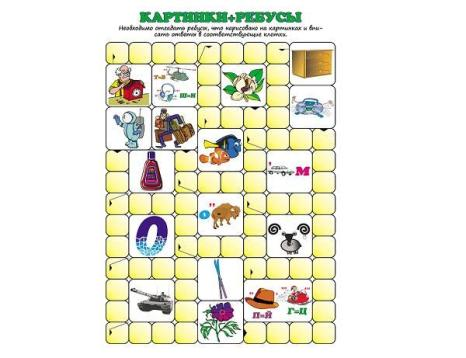 КАРТИНКИ+РЕБУСЫ
Необходимо отгадать ребусы, что нарисовано на картинках и впи-
сать ответы в соответствующие клетки.
Ш=Й
М
О
П=Й
Г=Ц